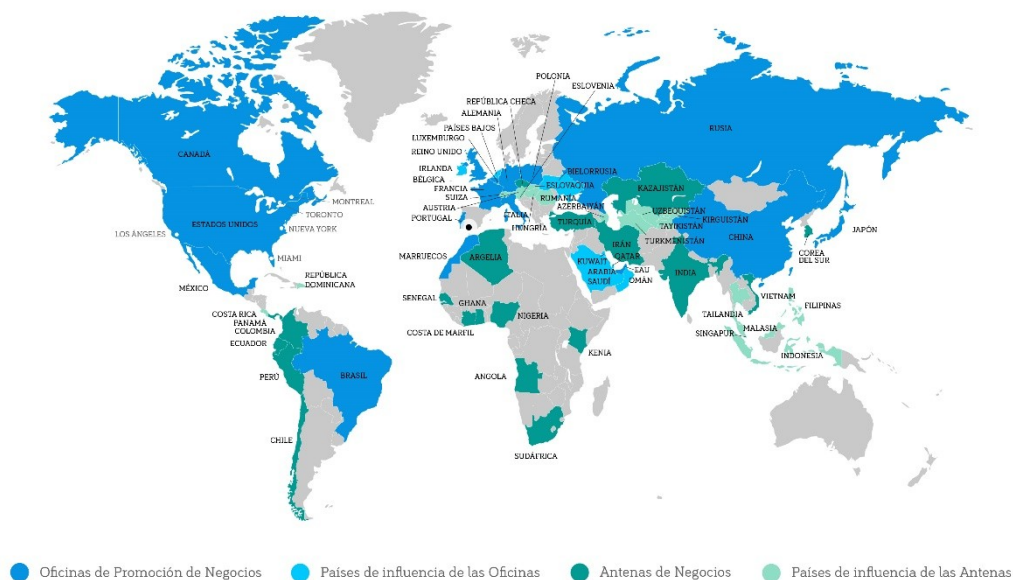 POLONIA
ESLOVENIA
REPÚBLICA CHECA
ALEMANIA
PAÍSES BAJOS
LUXEMBURGO
REINO UNIDO
IRLANDA
BÉLGICA
FRANCIA
SUIZA
AUSTRIA
PORTUGAL
ITALIA
HUNGRÍA
RUMANÍA
ESLOVAQUIA
BIELORRUSIA
RUSIA
CANADÁ
ESTADOS UNIDOS
MONTREAL
TORONTO
NUEVA YORK
LOS ÁNGELES
MIAMI
MÉXICO
REPÚBLICA
DOMINICANA
COSTA RICA
PANAMÁ
COLOMBIA
ECUADOR
PERÚ
BRASIL
CHILE
MARRUECOS
ARGELIA
SENEGAL
GHANA
COSTA DE MARFIL
NIGERIA
KENIA
ANGOLA
SUDÁFRICA
TURQUÍA
AZERBAIYÁN
KAZAJISTÁN
UZBEQUISTÁN
KIRGUISTÁN
TAYIKISTÁN
TURKMENISTÁN
IRÁN
KUWAIT
QATAR
ARABIA
SAUDÍ
EAU
OMÁN
INDIA
CHINA
JAPÓN
COREA
DEL SUR
VIETNAM
FILIPINAS
TAILANDIA
MALASIA
SINGAPUR
INDONESIA
Oficinas de Promoción de Negocios
Países de influencia de las Oficinas
Antenas de Negocios
Países de influencia de las Antenas